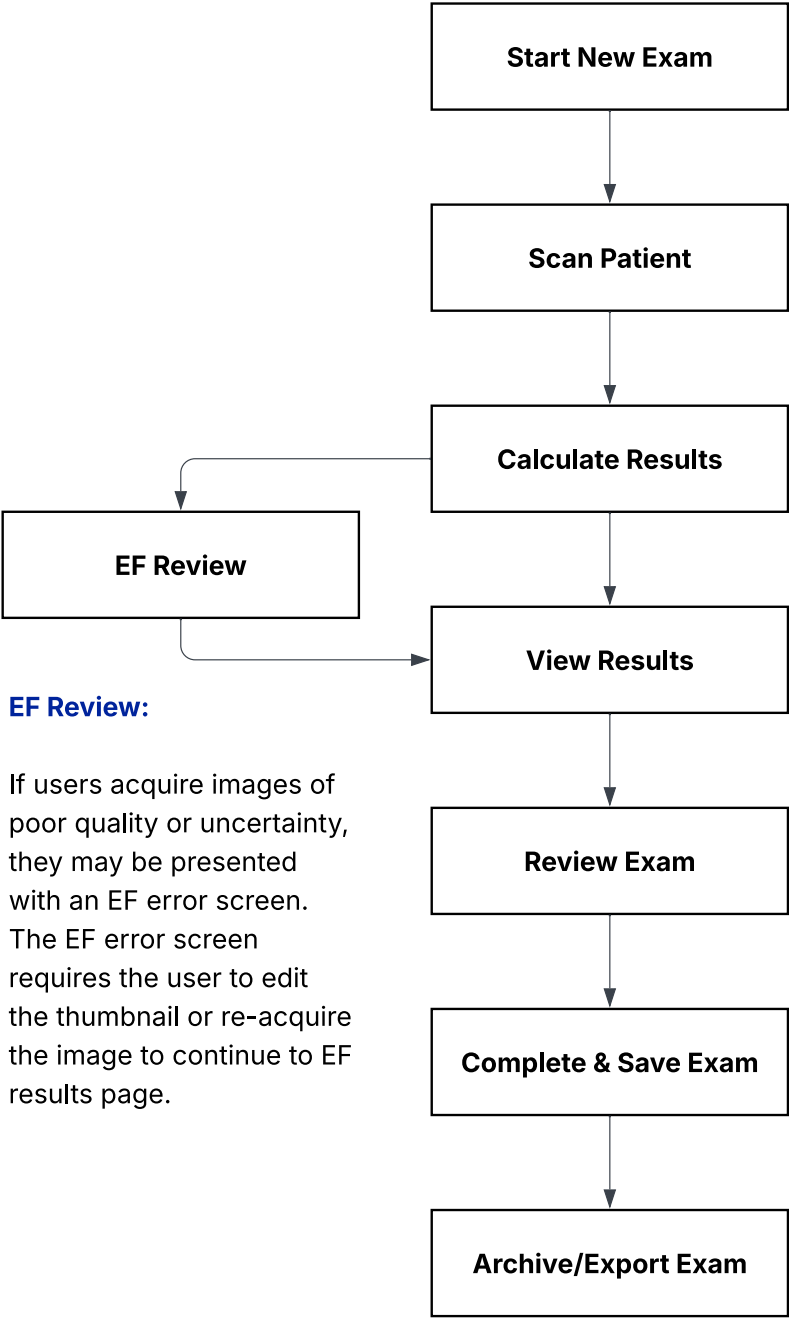 Start New Exam
Scan Patient
Calculate Results
EF Review
View Results
EF Review:
If users acquire images of
poor quality or uncertainty,
they may be presented
with an EF error screen.
The EF error screen
requires the user to edit
the thumbnail or re-acquire
the image to continue to EF
results page.
Review Exam
Complete & Save Exam
Archive/Export Exam